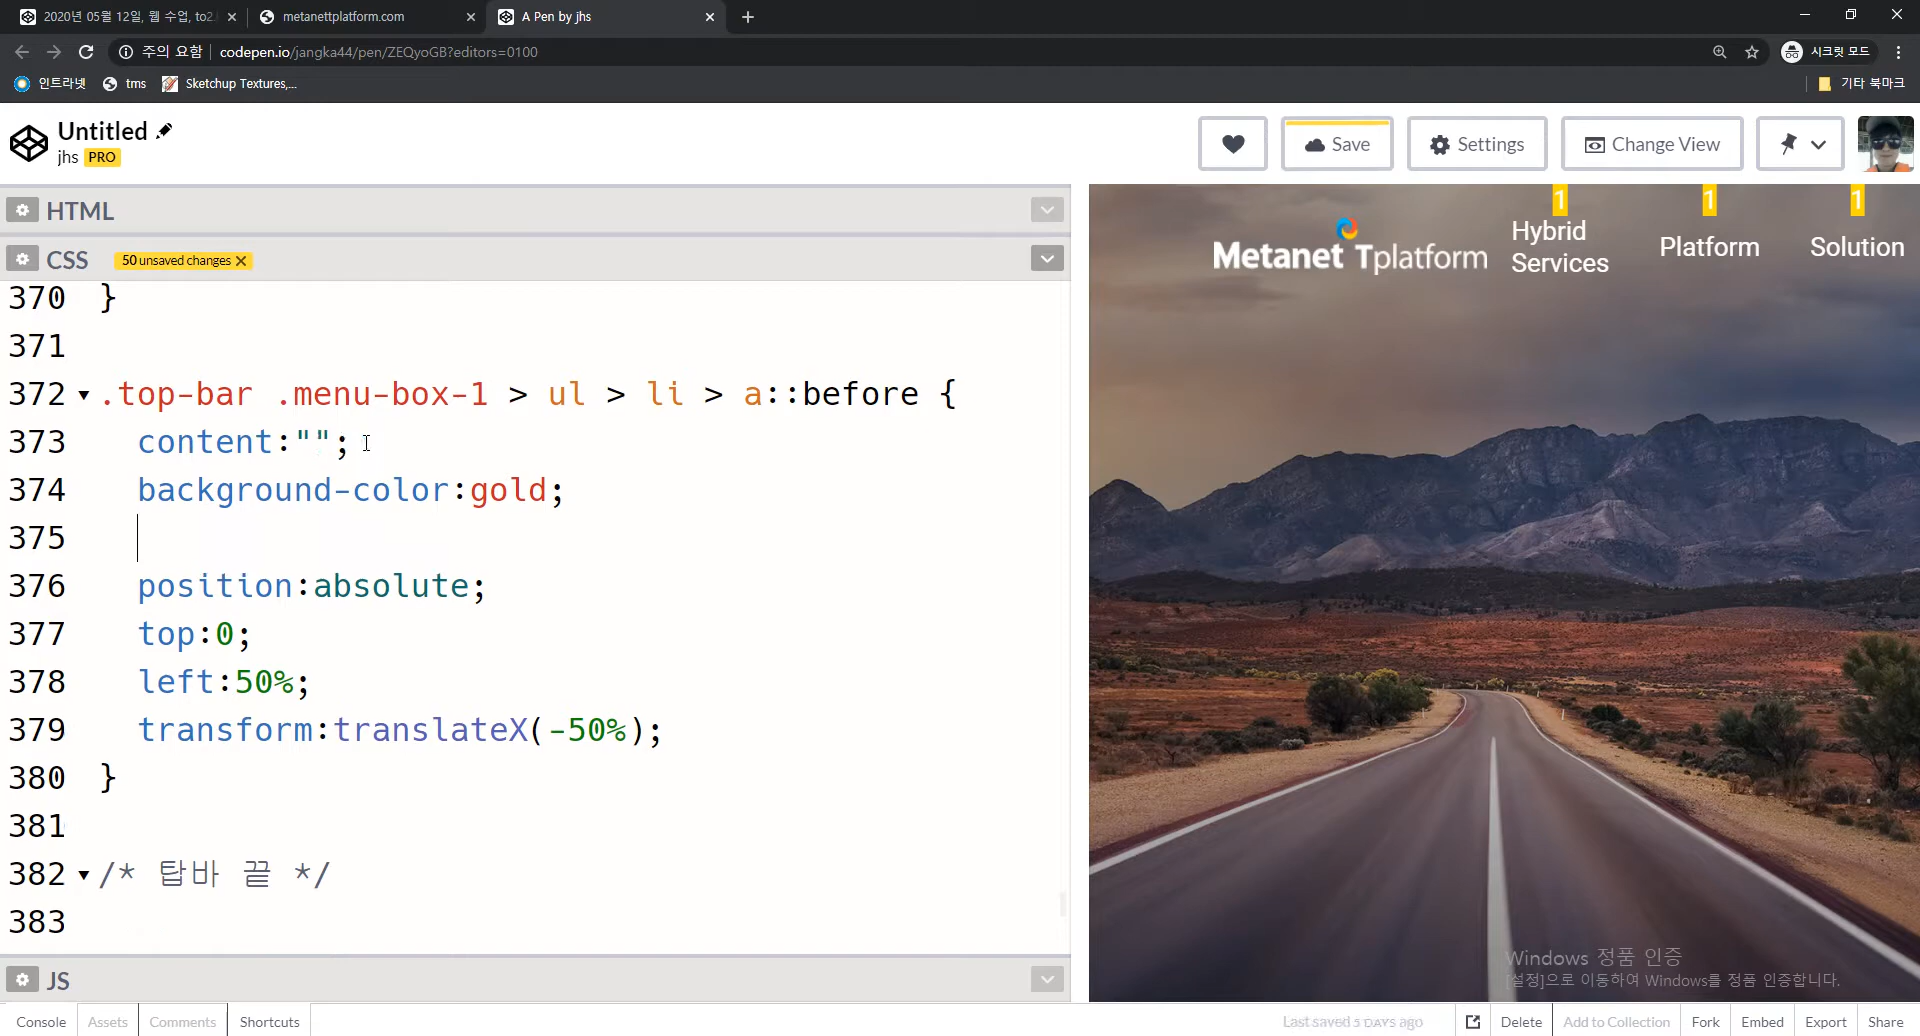 2020년 05월 12일, 웹 수업, to2.
metanettplatform.com
A Pen by jhs
주의 요함
codepen.io/jangka44/pen/ZEQyoGB?editors=0100
시크릿 모드
인트라넷
tms
Sketchup Textures,...
기타 북마크
Untitled
jhs PRO
Save
Settings
Change View
HTML
CSS
50 unsaved changes
370 }
371
372 .top-bar .menu-box-1 > ul > li > a::before {
373 content:"";
374 background-color:gold;
375
376 position:absolute;
377 top:0;
378 left:50%;
379 transform:translateX(-50%);
380 }
381
382 /* 탑바 끝 */
383
JS
1 1 1
Metanet Tplatform
Hybrid
Services
Platform
Solution
Windows 정품 인증
[설정]으로 이동하여 Windows를 정품 인증합니다.
Console
Assets
Comments
Shortcuts
Last saved 5 DAYS ago
Delete
Add to Collection
Fork
Embed
Export
Share